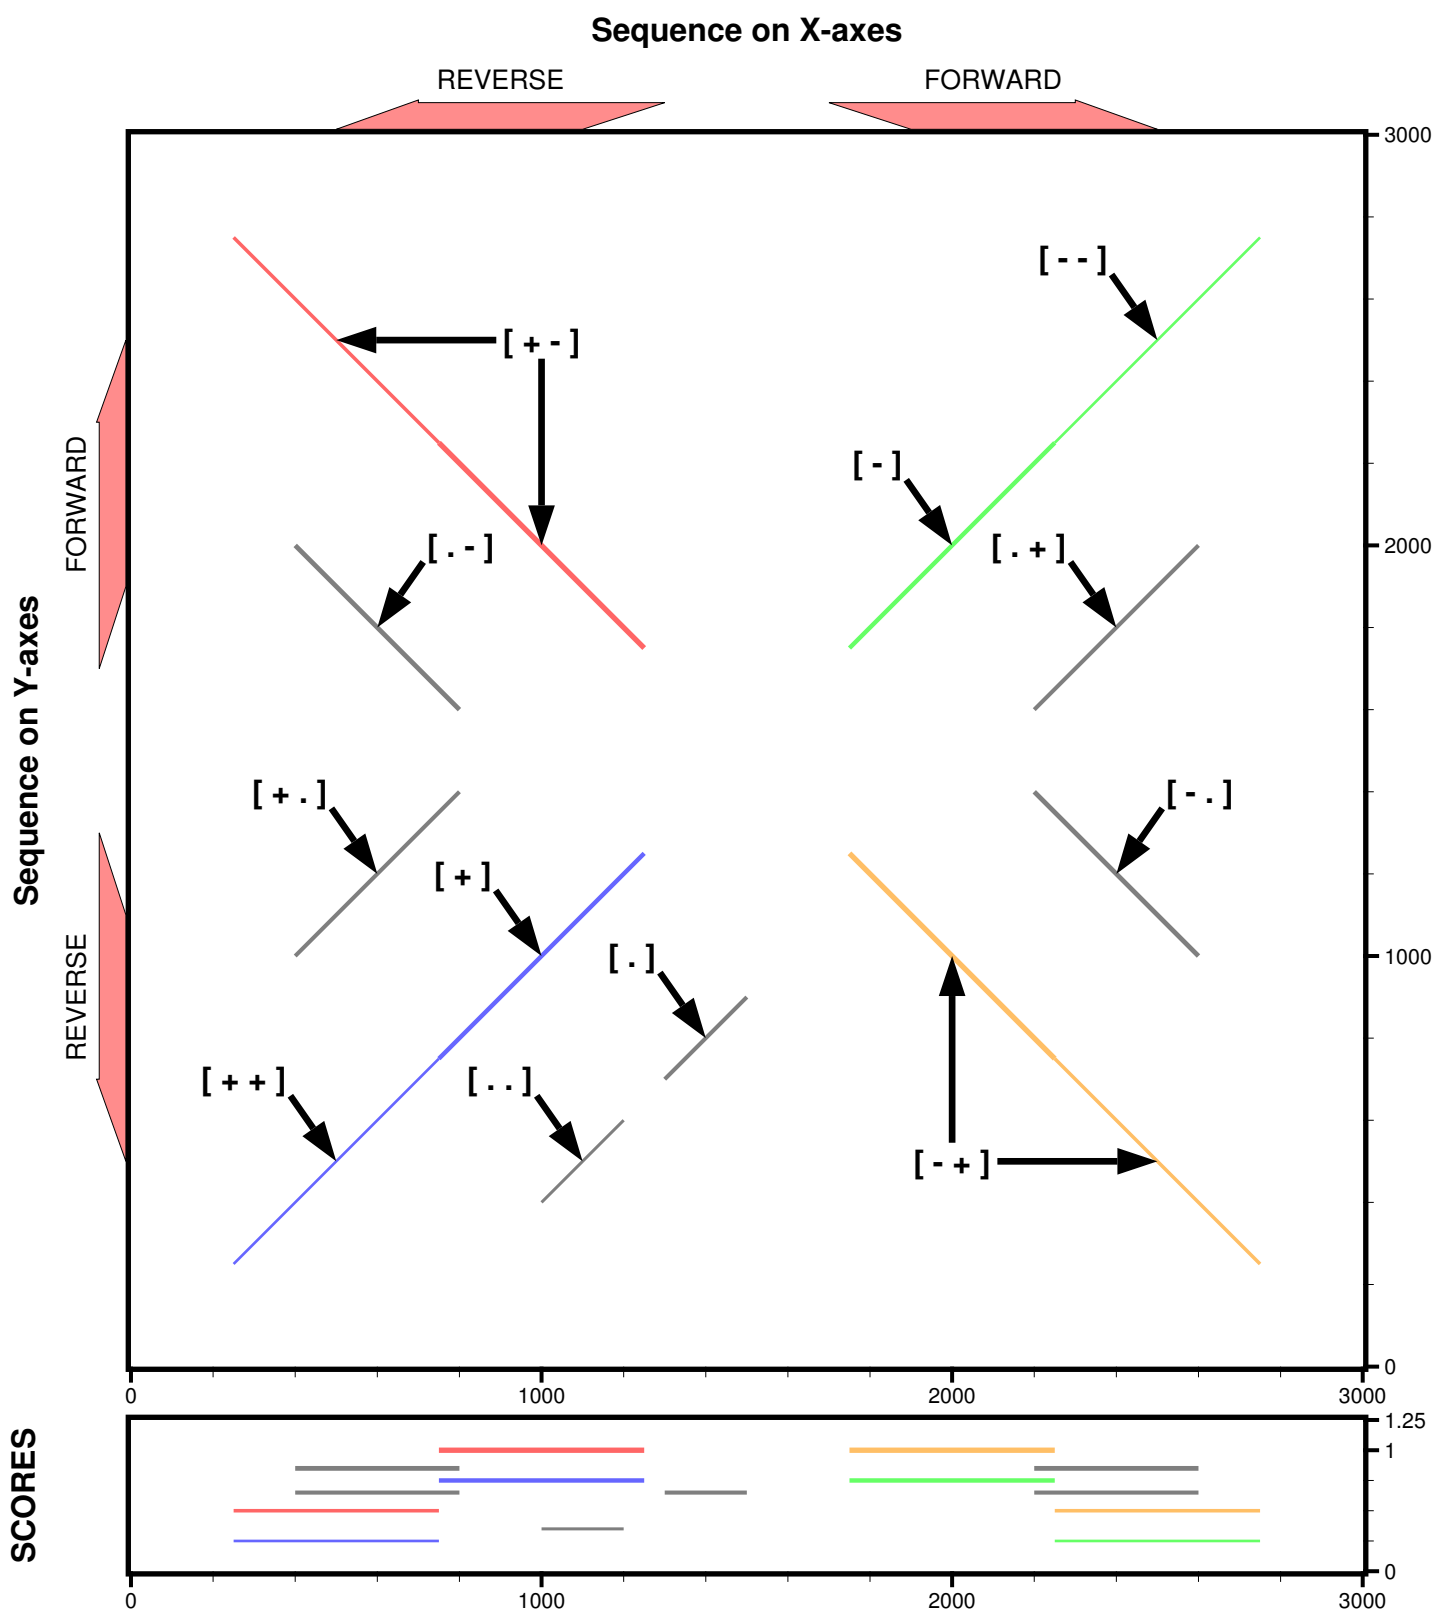 Sequence on X-axes
REVERSE FORWARD
3000
[ - - ]
[ + - ]
[ - ]
FORWARD
[ . - ] [ . + ]
2000
Sequence on Y-axes
[ + . ] [ - . ]
[ + ]
[ . ]
1000
REVERSE
[ + + ] [ . . ]
[ - + ]
0
0 1000 2000 3000
SCORES
1.25
1
0
0 1000 2000 3000